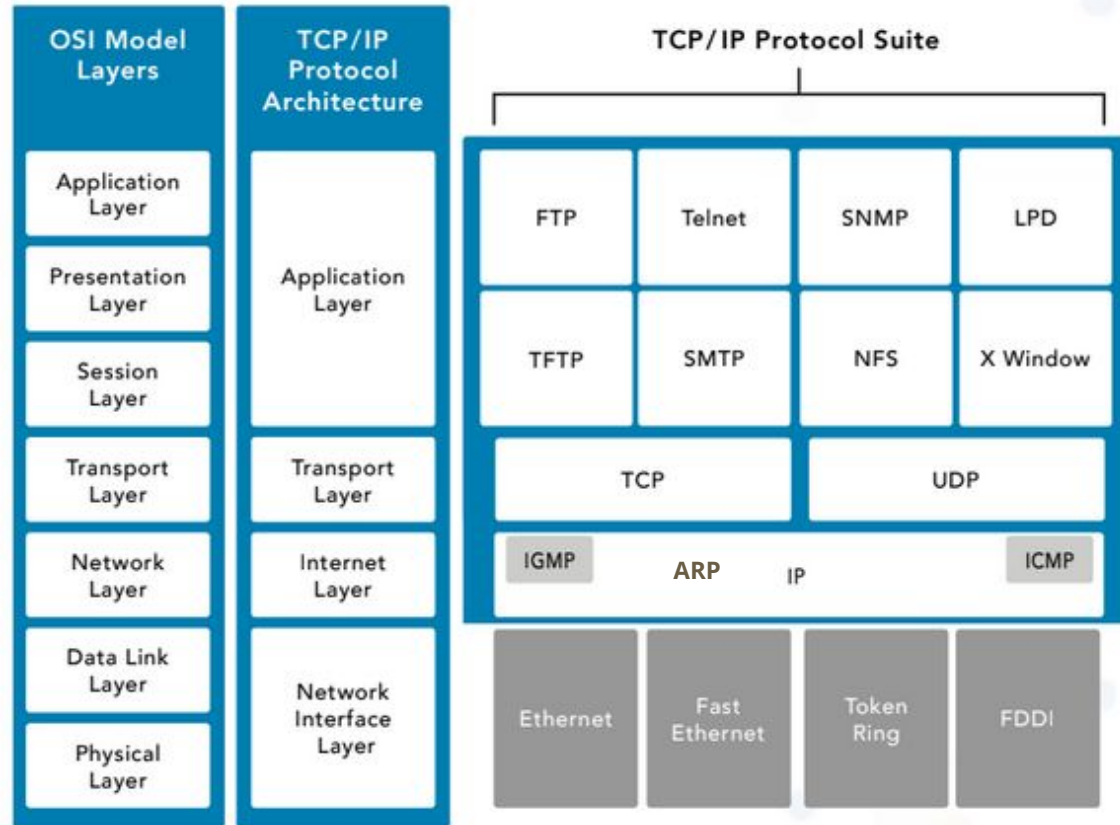 OSI Model
Layers
TCP/IP
Protocol
Architecture
TCP/IP Protocol Suite
Application
Layer
Presentation
Layer
Session
Layer
Transport
Layer
Network
Layer
Data Link
Layer
Physical
Layer
Application
Layer
Transport
Layer
Internet
Layer
Network
Interface
Layer
FTP
Telnet
SNMP
LPD
TFTP
SMTP
NFS
X Window
TCP
UDP
IGMP
ARP
IP
ICMP
Ethernet
Fast
Ethernet
Token
Ring
FDDI